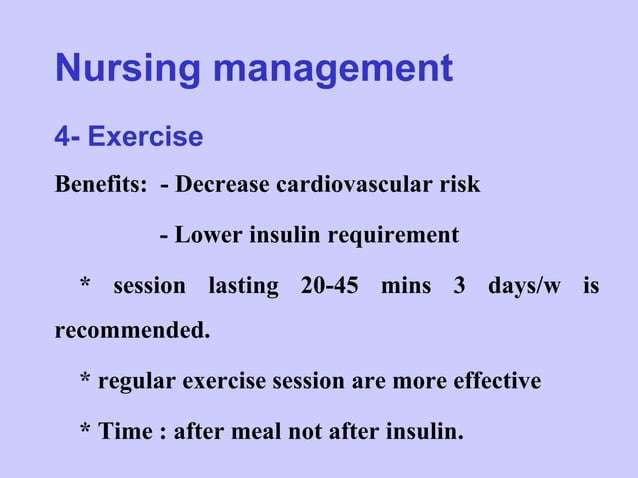 Nursing management
4- Exercise
Benefits: - Decrease cardiovascular risk
- Lower insulin requirement
* session lasting 20-45 mins 3 days/w is
recommended.
* regular exercise session are more effective
* Time : after meal not after insulin.